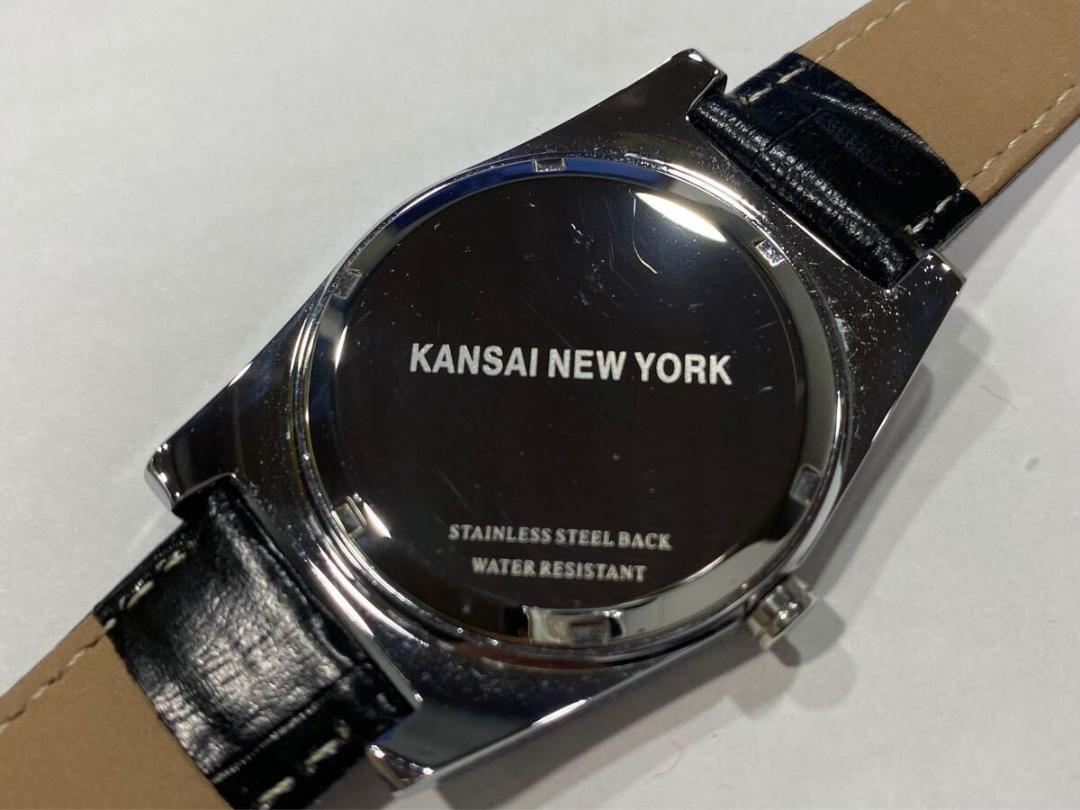 KANSAI NEW YORK
STAINLESS STEEL BACK
WATER RESISTANT